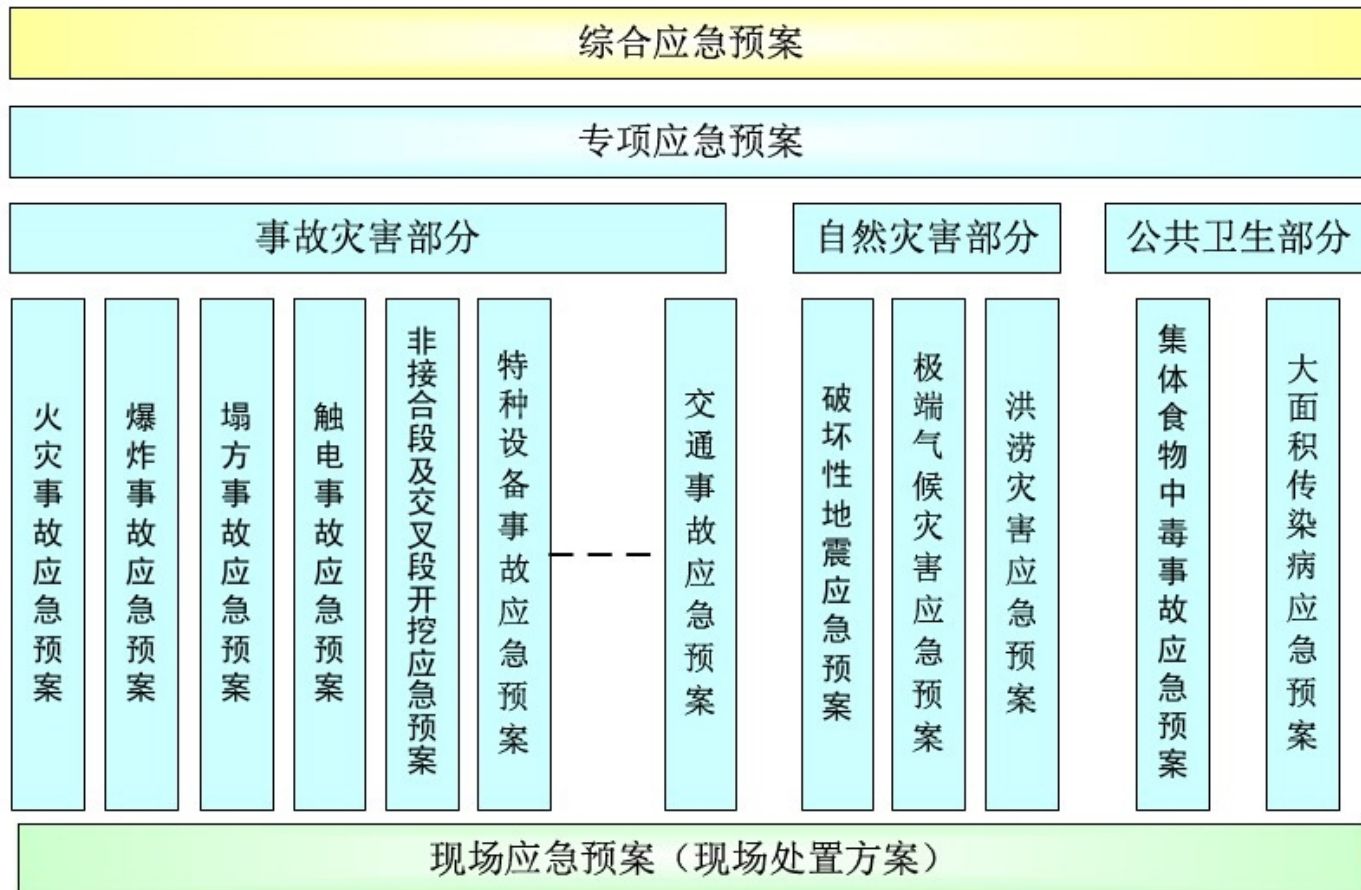 综合应急预案
专项应急预案
事故灾害部分
自然灾害部分
公共卫生部分
火灾事故应急预案
爆炸事故应急预案
塌方事故应急预案
触电事故应急预案
非接合段及交叉段开挖应急预案
特种设备事故应急预案
交通事故应急预案
破坏性地震应急预案
极端气候灾害应急预案
洪涝灾害应急预案
集体食物中毒事故应急预案
大面积传染病应急预案
现场应急预案（现场处置方案）